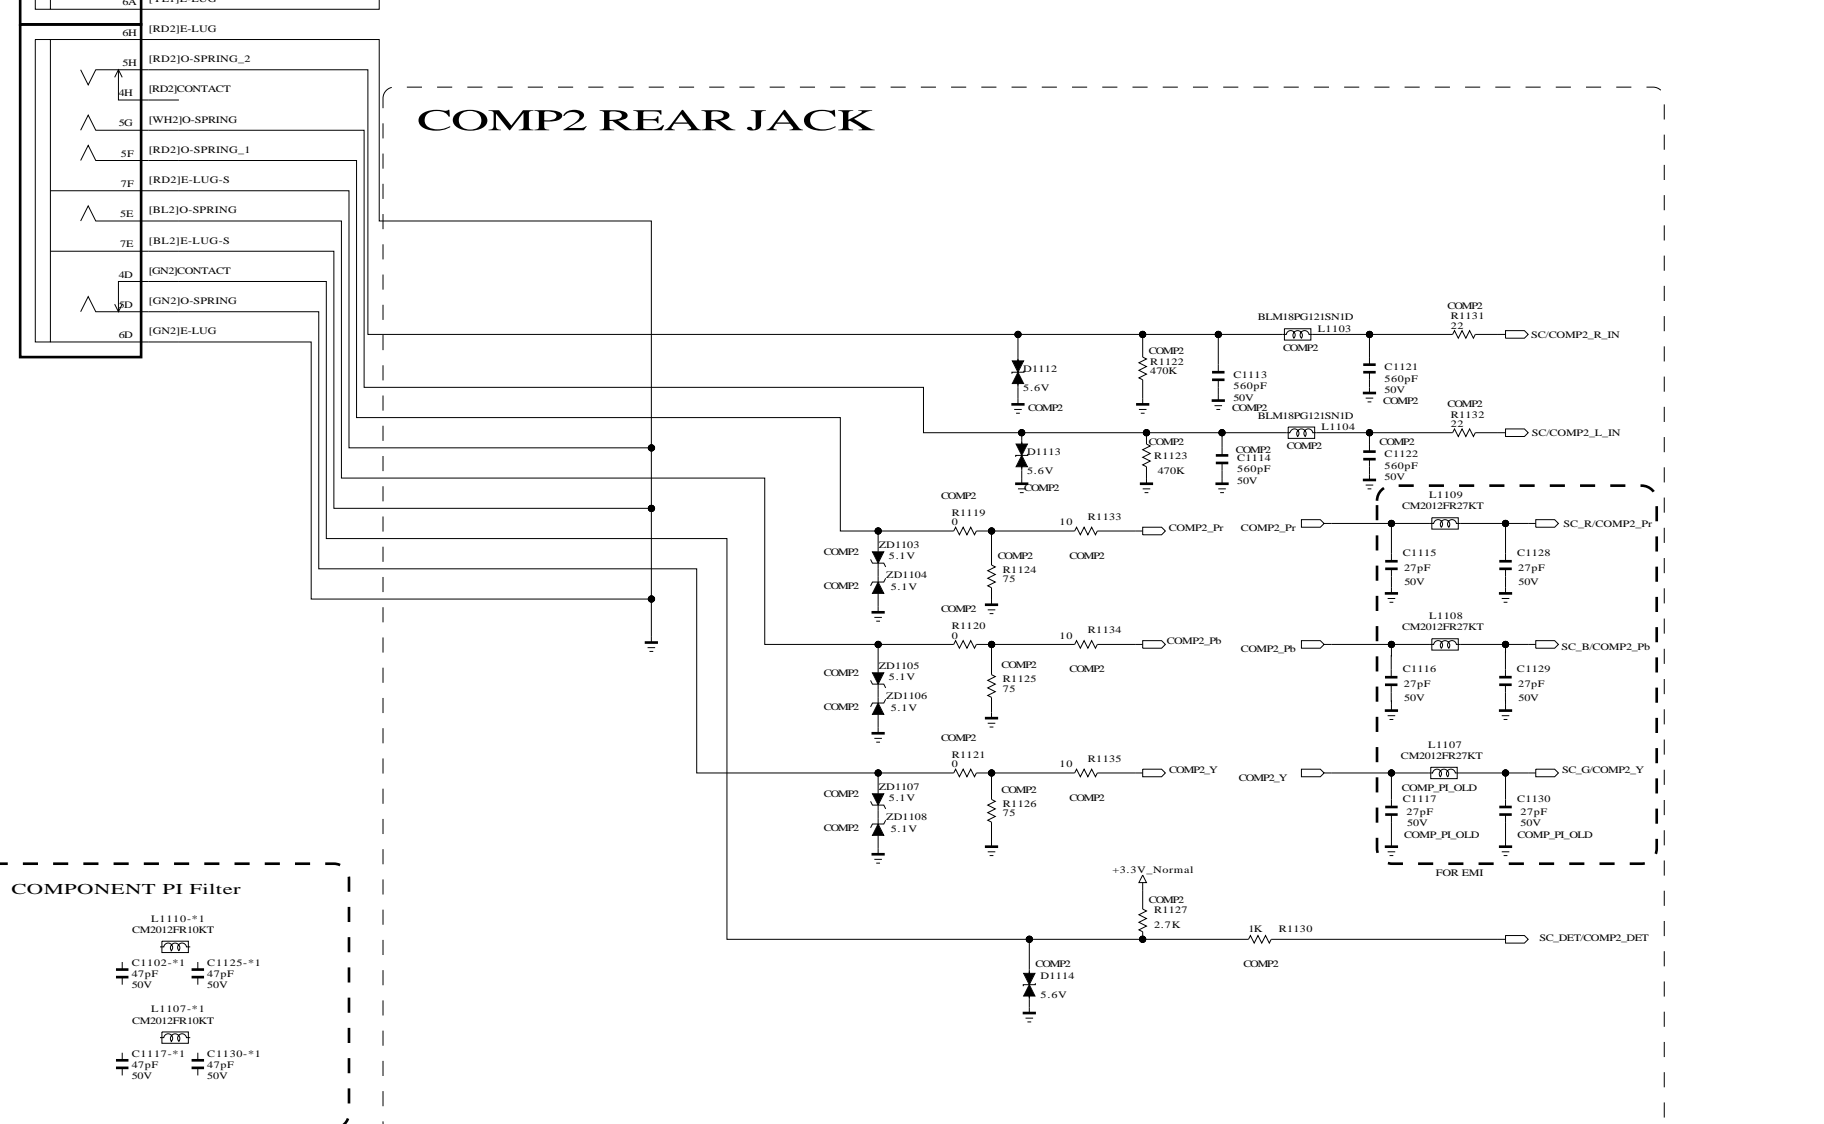 6A [YL1]E-LUG
6H [RD2]E-LUG
5H [RD2]O-SPRING_2
4H [RD2]CONTACT
5G [WH2]O-SPRING
5F [RD2]O-SPRING_1
7F [RD2]E-LUG-S
5E [BL2]O-SPRING
7E [BL2]E-LUG-S
4D [GN2]CONTACT
5D [GN2]O-SPRING
6D [GN2]E-LUG
COMP2 REAR JACK
D1112
5.6V
COMP2
COMP2
R1122
470K
C1113
560pF
50V
COMP2
BLM18PG121SN1D
L1103
COMP2
C1121
560pF
50V
COMP2
COMP2
R1131
22
SC/COMP2_R_IN
D1113
5.6V
COMP2
COMP2
R1123
470K
COMP2
C1114
560pF
50V
BLM18PG121SN1D
L1104
COMP2
COMP2
C1122
560pF
50V
COMP2
R1132
22
SC/COMP2_L_IN
COMP2
R1119
0
10 R1133
COMP2
COMP2_Pr
COMP2 ZD1103
5.1V
COMP2 ZD1104
5.1V
COMP2
R1124
75
COMP2_Pr
L1109
CM2012FR27KT
SC_R/COMP2_Pr
C1115
27pF
50V
C1128
27pF
50V
COMP2
R1120
0
10 R1134
COMP2
COMP2_Pb
COMP2 ZD1105
5.1V
COMP2 ZD1106
5.1V
COMP2
R1125
75
COMP2_Pb
L1108
CM2012FR27KT
SC_B/COMP2_Pb
C1116
27pF
50V
C1129
27pF
50V
COMP2
R1121
0
10 R1135
COMP2
COMP2_Y
COMP2 ZD1107
5.1V
COMP2 ZD1108
5.1V
COMP2
R1126
75
COMP2_Y
L1107
CM2012FR27KT
SC_G/COMP2_Y
COMP_PI_OLD
C1117
27pF
50V
COMP_PI_OLD
C1130
27pF
50V
COMP_PI_OLD
FOR EMI
+3.3V_Normal
COMP2
R1127
2.7K
1K R1130
COMP2
SC_DET/COMP2_DET
COMP2
D1114
5.6V
COMPONENT PI Filter
L1110-*1
CM2012FR10KT
C1102-*1
47pF
50V
C1125-*1
47pF
50V
L1107-*1
CM2012FR10KT
C1117-*1
47pF
50V
C1130-*1
47pF
50V